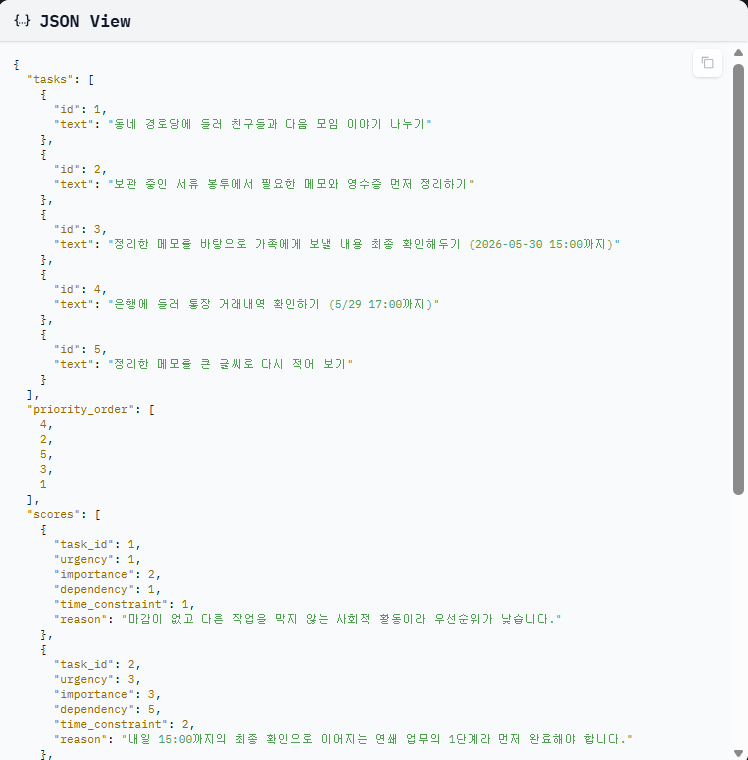 {...} JSON View
{
"tasks": [
{
"id": 1,
"text": "동네 경로당에 들러 친구들과 다음 모임 이야기 나누기"
},
{
"id": 2,
"text": "보관 중인 서류 봉투에서 필요한 메모와 영수증 먼저 정리하기"
},
{
"id": 3,
"text": "정리한 메모를 바탕으로 가족에게 보낼 내용 최종 확인해두기 (2026-05-30 15:00까지)"
},
{
"id": 4,
"text": "은행에 들러 통장 거래내역 확인하기 (5/29 17:00까지)"
},
{
"id": 5,
"text": "정리한 메모를 큰 글씨로 다시 적어 보기"
}
],
"priority_order": [
4,
2,
5,
3,
1
],
"scores": [
{
"task_id": 1,
"urgency": 1,
"importance": 2,
"dependency": 1,
"time_constraint": 1,
"reason": "마감이 없고 다른 작업을 막지 않는 사회적 활동이라 우선순위가 낮습니다."
},
{
"task_id": 2,
"urgency": 3,
"importance": 3,
"dependency": 5,
"time_constraint": 2,
"reason": "내일 15:00까지의 최종 확인으로 이어지는 연쇄 업무의 1단계라 먼저 완료해야 합니다."
},